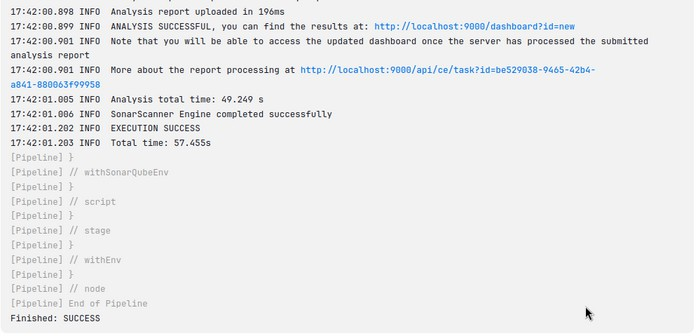 17:42:00.898 INFO  Analysis report uploaded in 196ms
17:42:00.899 INFO  ANALYSIS SUCCESSFUL, you can find the results at: http://localhost:9000/dashboard?id=new
17:42:00.901 INFO  Note that you will be able to access the updated dashboard once the server has processed the submitted
analysis report
17:42:00.901 INFO  More about the report processing at http://localhost:9000/api/ce/task?id=be529038-9465-42b4-
a841-880063f99958
17:42:01.005 INFO  Analysis total time: 49.249 s
17:42:01.006 INFO  SonarScanner Engine completed successfully
17:42:01.202 INFO  EXECUTION SUCCESS
17:42:01.203 INFO  Total time: 57.455s
[Pipeline] }
[Pipeline] // withSonarQubeEnv
[Pipeline] }
[Pipeline] // script
[Pipeline] }
[Pipeline] // stage
[Pipeline] }
[Pipeline] // withEnv
[Pipeline] }
[Pipeline] // node
[Pipeline] End of Pipeline
Finished: SUCCESS